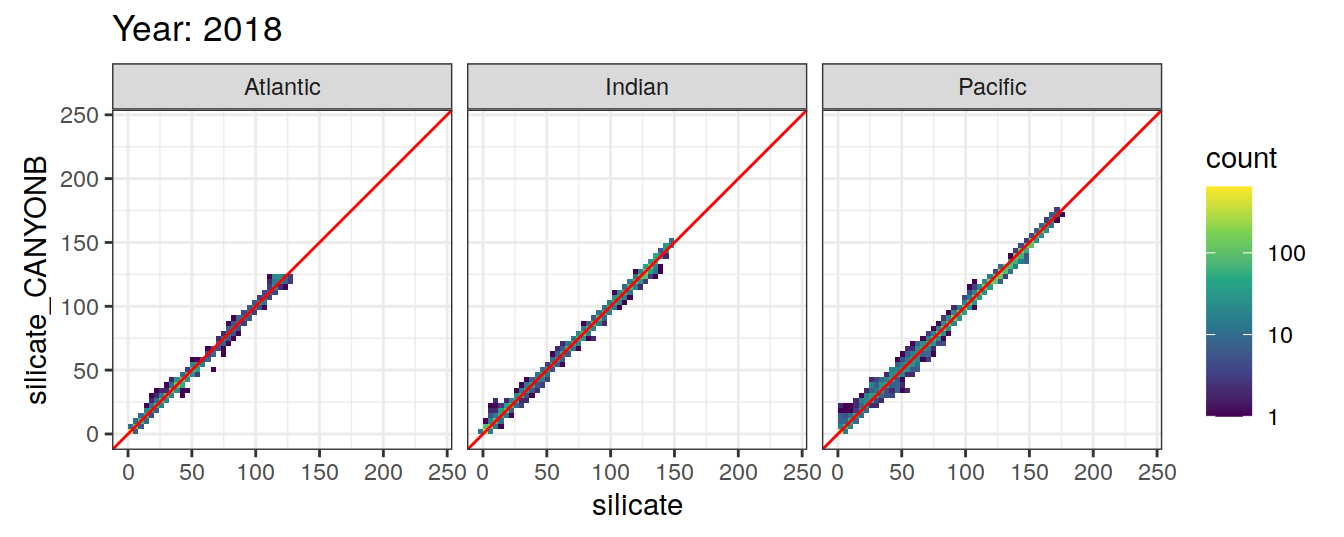 Year: 2018
Atlantic
Indian
Pacific
silicate_CANYONB
250
200
150
100
50
0
0 50 100 150 200 250
0 50 100 150 200 250
0 50 100 150 200 250
silicate
count
100
10
1